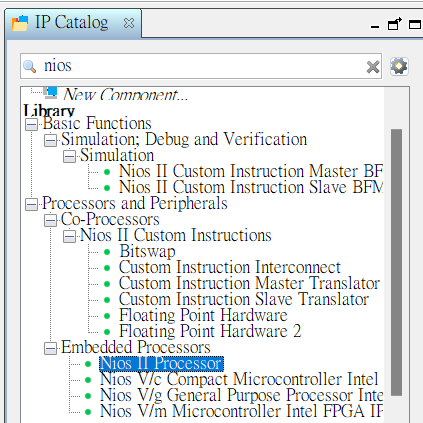 IP Catalog
nios
New Component...
Library
Basic Functions
Simulation; Debug and Verification
Simulation
Nios II Custom Instruction Master BF
Nios II Custom Instruction Slave BFM
Processors and Peripherals
Co-Processors
Nios II Custom Instructions
Bitswap
Custom Instruction Interconnect
Custom Instruction Master Translator
Custom Instruction Slave Translator
Floating Point Hardware
Floating Point Hardware 2
Embedded Processors
Nios II Processor
Nios V/c Compact Microcontroller Intel
Nios V/g General Purpose Processor Inte
Nios V/m Microcontroller Intel FPGA IP